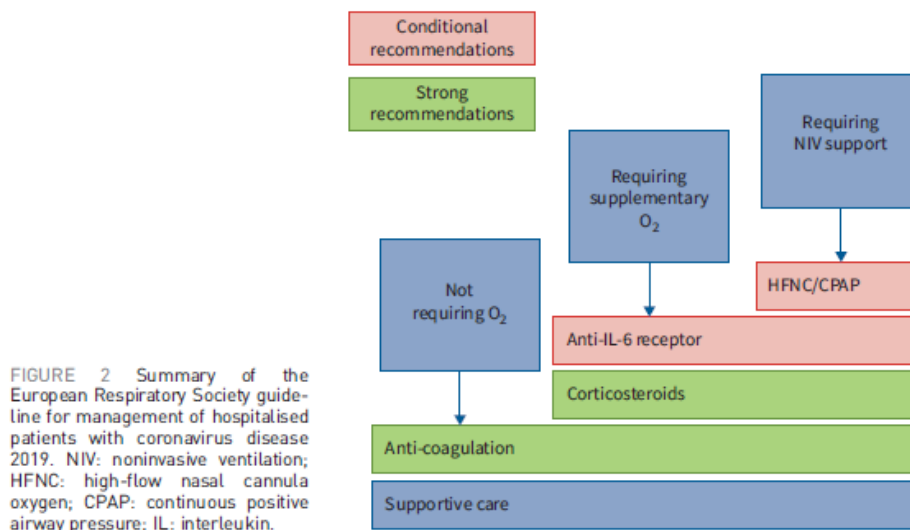 Conditional
recommendations
Strong
recommendations
Requiring
NIV support
Requiring
supplementary
O₂
Not
requiring O₂
HFNC/CPAP
Anti-IL-6 receptor
Corticosteroids
Anti-coagulation
Supportive care
FIGURE 2 Summary of the
European Respiratory Society guide-
line for management of hospitalised
patients with coronavirus disease
2019. NIV: noninvasive ventilation;
HFNC: high-flow nasal cannula
oxygen; CPAP: continuous positive
airway pressure; IL: interleukin.